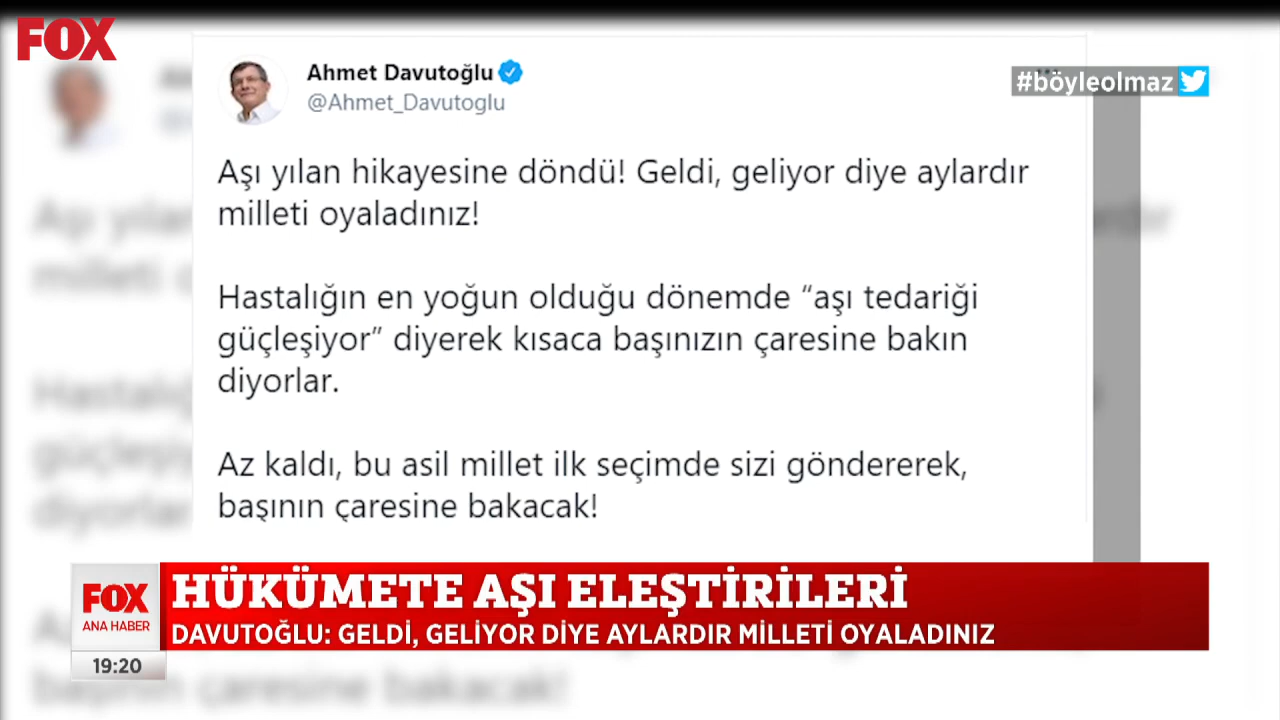 FOX
Ahmet Davutoğlu
@Ahmet_Davutoglu
#böyleolmaz
Aşı yılan hikayesine döndü! Geldi, geliyor diye aylardır
milleti oyaladınız!
Hastalığın en yoğun olduğu dönemde “aşı tedariği
güçleşiyor” diyerek kısaca başınızın çaresine bakın
diyorlar.
Az kaldı, bu asil millet ilk seçimde sizi göndererek,
başının çaresine bakacak!
FOX
ANA HABER
19:20
HÜKÜMETE AŞI ELEŞTİRİLERİ
DAVUTOĞLU: GELDİ, GELİYOR DİYE AYLARDIR MİLLETİ OYALADINIZ